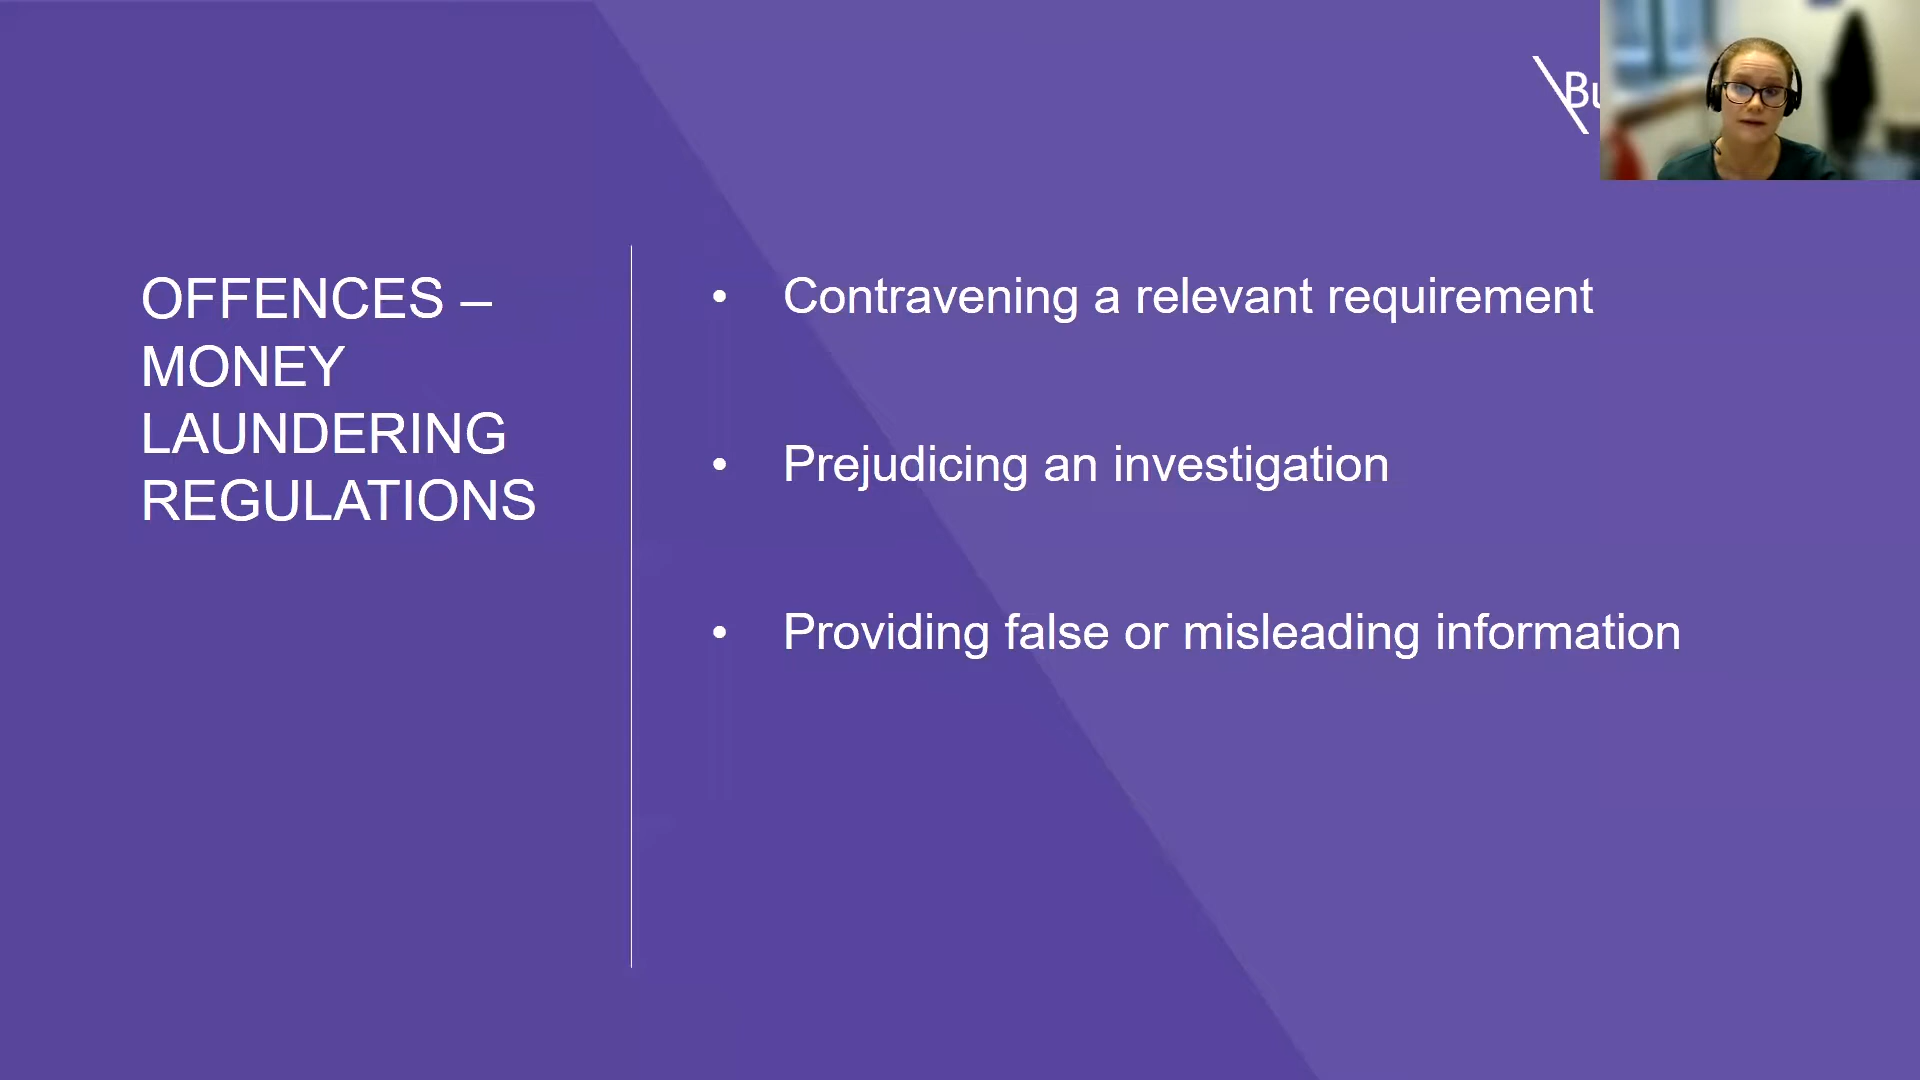 OFFENCES –
MONEY
LAUNDERING
REGULATIONS
• Contravening a relevant requirement
• Prejudicing an investigation
• Providing false or misleading information